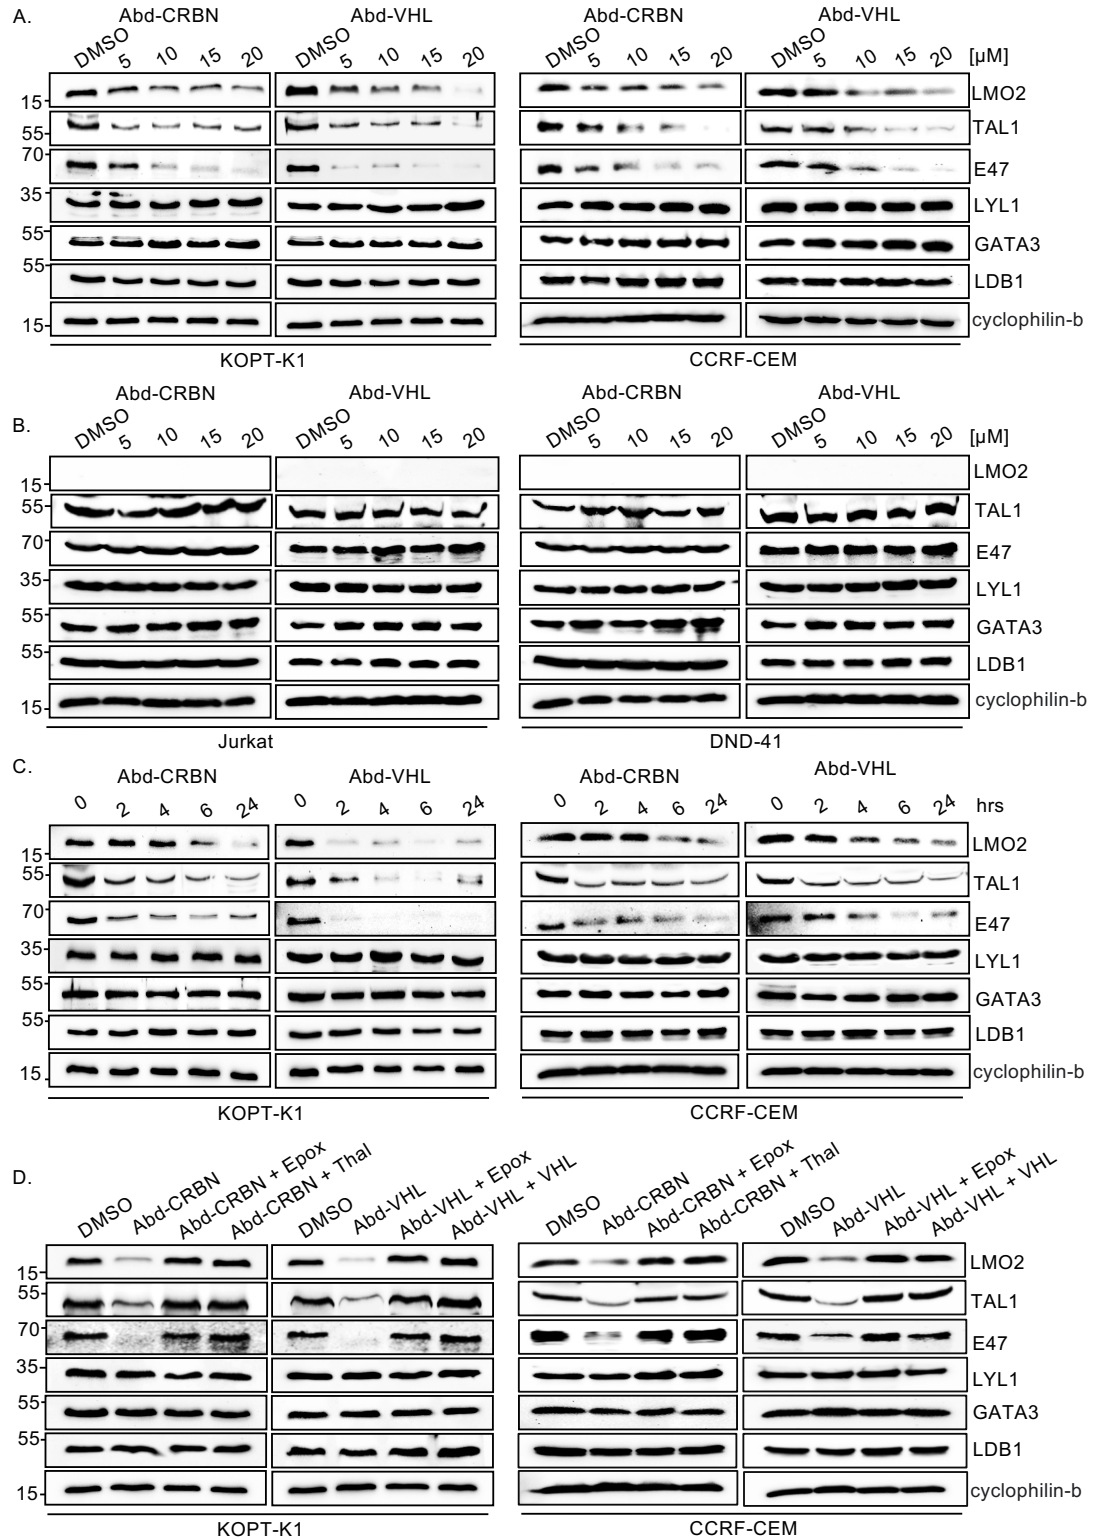 A.
Abd-CRBN Abd-VHL Abd-CRBN Abd-VHL
DMSO 5 10 15 20 DMSO 5 10 15 20 DMSO 5 10 15 20 DMSO 5 10 15 20 [µM]
15 LMO2
55 TAL1
70 E47
35 LYL1
55 GATA3
55 LDB1
15 cyclophilin-b
KOPT-K1 CCRF-CEM
Abd-CRBN Abd-VHL Abd-CRBN Abd-VHL
B.
DMSO 5 10 15 20 DMSO 5 10 15 20 DMSO 5 10 15 20 DMSO 5 10 15 20 [µM]
15 LMO2
55 TAL1
70 E47
35 LYL1
55 GATA3
55 LDB1
15 cyclophilin-b
Jurkat DND-41
C.
Abd-CRBN Abd-VHL Abd-CRBN Abd-VHL
0 2 4 6 24 0 2 4 6 24 0 2 4 6 24 0 2 4 6 24 hrs
15 LMO2
55 TAL1
70 E47
35 LYL1
55 GATA3
55 LDB1
15 cyclophilin-b
KOPT-K1 CCRF-CEM
D.
DMSO Abd-CRBN Abd-CRBN + Epox Abd-CRBN + Thal DMSO Abd-VHL Abd-VHL + Epox Abd-VHL + VHL DMSO Abd-CRBN Abd-CRBN + Epox Abd-CRBN + Thal DMSO Abd-VHL Abd-VHL + Epox Abd-VHL + VHL
15 LMO2
55 TAL1
70 E47
35 LYL1
55 GATA3
55 LDB1
15 cyclophilin-b
KOPT-K1 CCRF-CEM